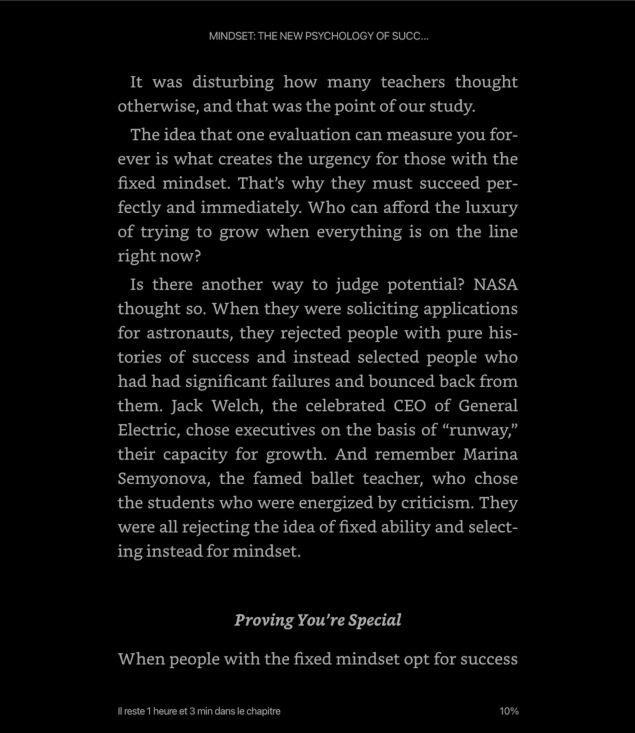 MINDSET: THE NEW PSYCHOLOGY OF SUCC...
It was disturbing how many teachers thought
otherwise, and that was the point of our study.
The idea that one evaluation can measure you for-
ever is what creates the urgency for those with the
fixed mindset. That’s why they must succeed per-
fectly and immediately. Who can afford the luxury
of trying to grow when everything is on the line
right now?
Is there another way to judge potential? NASA
thought so. When they were soliciting applications
for astronauts, they rejected people with pure his-
tories of success and instead selected people who
had had significant failures and bounced back from
them. Jack Welch, the celebrated CEO of General
Electric, chose executives on the basis of “runway,”
their capacity for growth. And remember Marina
Semyonova, the famed ballet teacher, who chose
the students who were energized by criticism. They
were all rejecting the idea of fixed ability and select-
ing instead for mindset.
Proving You’re Special
When people with the fixed mindset opt for success
Il reste 1 heure et 3 min dans le chapitre
10%